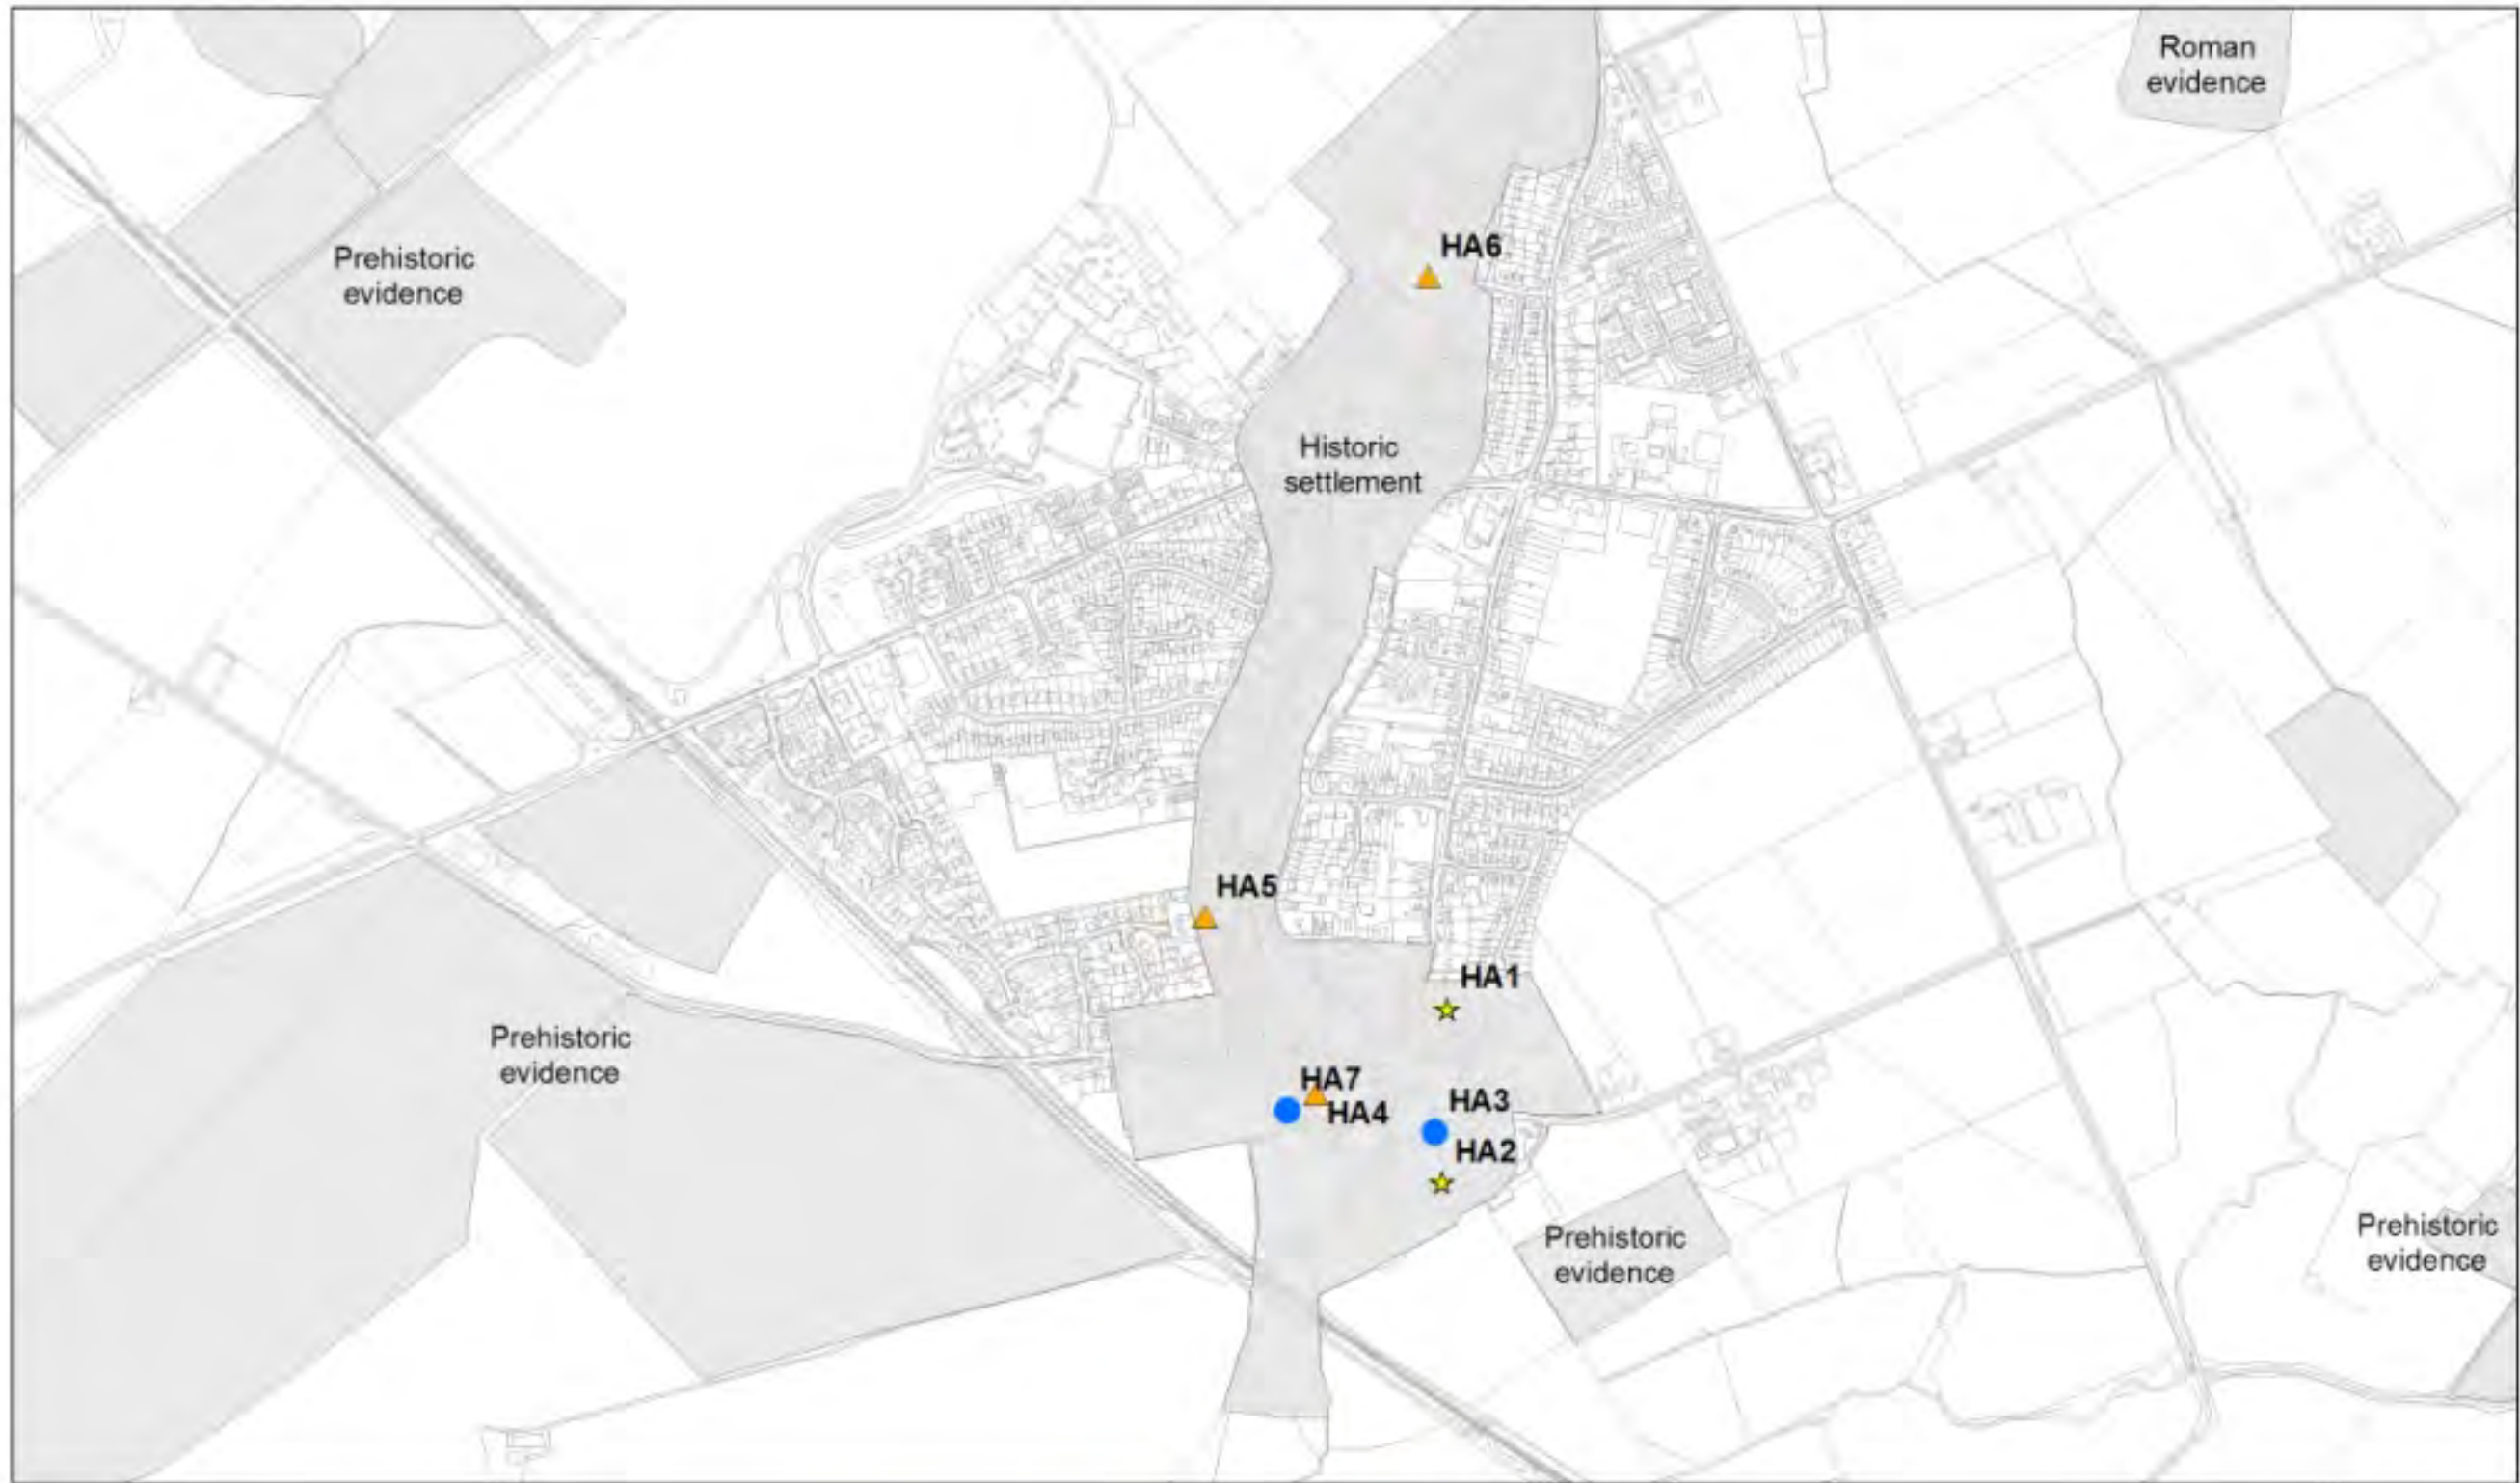 Roman
evidence
HA6
Prehistoric
evidence
Historic
settlement
HA5
HA1
Prehistoric
evidence
HA7
HA4
HA3
HA2
Prehistoric
evidence
Prehistoric
evidence